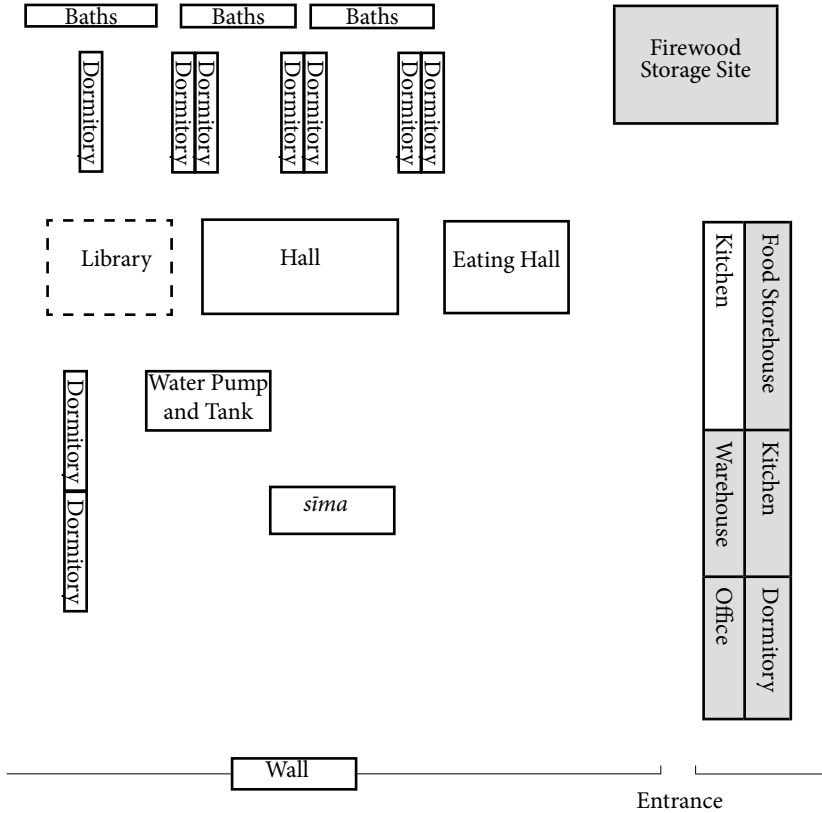 Baths
Baths
Baths
Firewood
Storage Site
Dormitory
Dormitory
Dormitory
Dormitory
Dormitory
Dormitory
Dormitory
Library
Hall
Eating Hall
Kitchen
Food Storehouse
Dormitory
Water Pump
and Tank
Warehouse
Kitchen
Dormitory
sīma
Office
Dormitory
Wall
Entrance